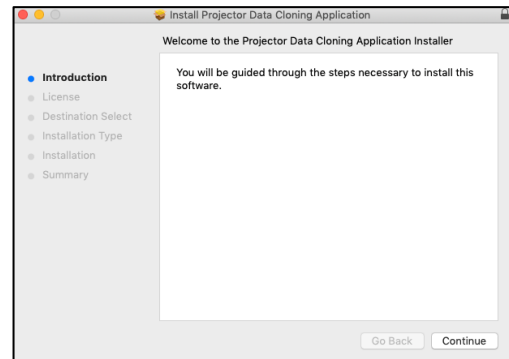 Install Projector Data Cloning Application
Welcome to the Projector Data Cloning Application Installer
Introduction
License
Destination Select
Installation Type
Installation
Summary
You will be guided through the steps necessary to install this
software.
Go Back
Continue